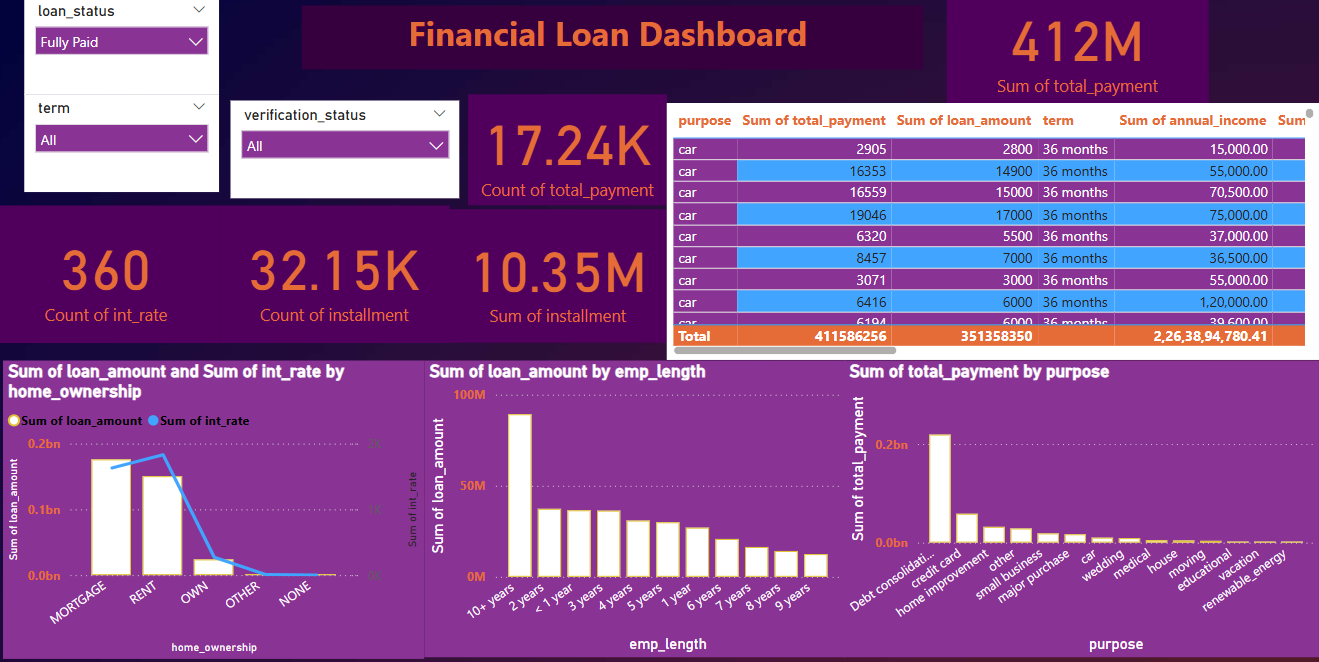 loan_status
Fully Paid
term
All
Financial Loan Dashboard
412M
Sum of total_payment
verification_status
All
17.24K
Count of total_payment
360
Count of int_rate
32.15K
Count of installment
10.35M
Sum of installment
purpose Sum of total_payment Sum of loan_amount term Sum of annual_income Sum
car 2905 2800 36 months 15,000.00
car 16353 14900 36 months 55,000.00
car 16559 15000 36 months 70,500.00
car 19046 17000 36 months 75,000.00
car 6320 5500 36 months 37,000.00
car 8457 7000 36 months 36,500.00
car 3071 3000 36 months 55,000.00
car 6416 6000 36 months 1,20,000.00
car 6194 6000 36 months 39,600.00
Total 411586256 351358350 2,26,38,94,780.41
Sum of loan_amount and Sum of int_rate by
home_ownership
Sum of loan_amount Sum of int_rate
Sum of loan_amount
0.2bn
0.1bn
0.0bn
Sum of int_rate
MORTGAGE
RENT
OWN
OTHER
NONE
home_ownership
Sum of loan_amount by emp_length
Sum of loan_amount
100M
50M
0M
10+ years
2 years
< 1 year
3 years
4 years
5 years
1 year
6 years
7 years
8 years
9 years
emp_length
Sum of total_payment by purpose
Sum of total_payment
0.2bn
0.0bn
Debt consolidati...
credit card
home improvement
other
small business
major purchase
car
wedding
medical
house
moving
educational
vacation
renewable_energy
purpose